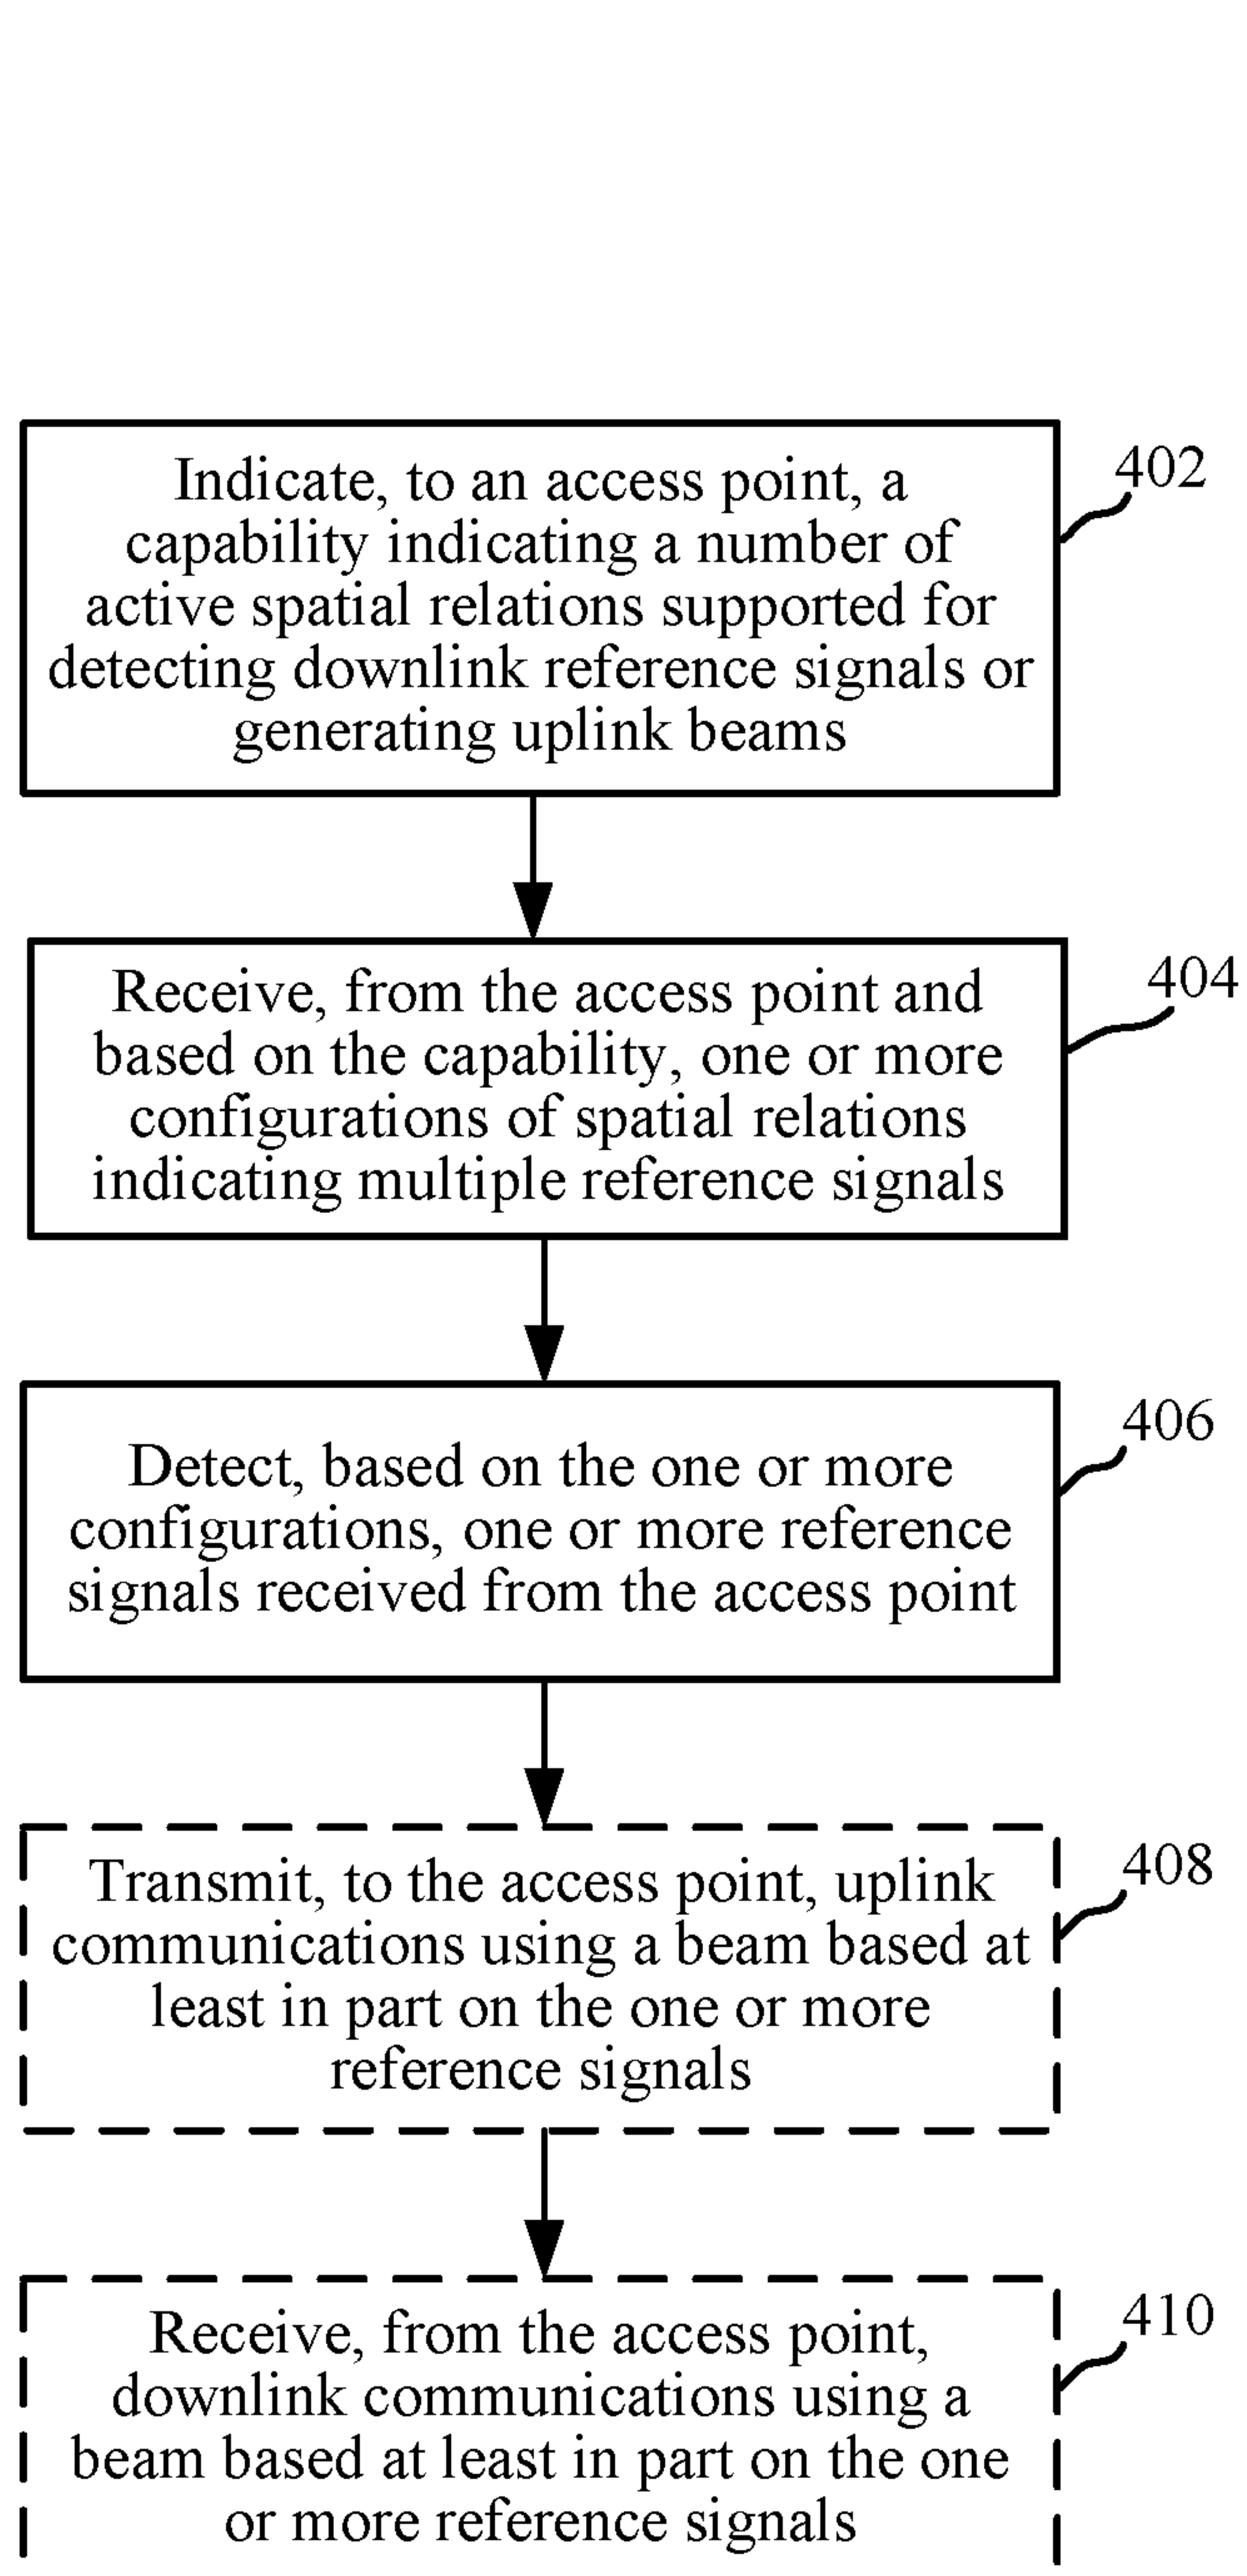 Indicate, to an access point, a
capability indicating a number of
active spatial relations supported for
detecting downlink reference signals or
generating uplink beams
402
Receive, from the access point and
based on the capability, one or more
configurations of spatial relations
indicating multiple reference signals
404
Detect, based on the one or more
configurations, one or more reference
signals received from the access point
406
Transmit, to the access point, uplink
communications using a beam based at
least in part on the one or more
reference signals
408
Receive, from the access point,
downlink communications using a
beam based at least in part on the one
or more reference signals
410